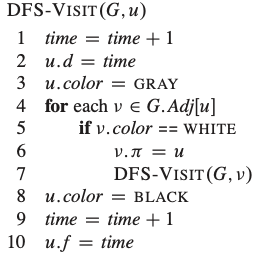 DFS-VISIT(G, u)
1 time = time + 1
2 u.d = time
3 u.color = GRAY
4 for each v ∈ G.Adj[u]
5 if v.color == WHITE
6 v.π = u
7 DFS-VISIT(G, v)
8 u.color = BLACK
9 time = time + 1
10 u.f = time